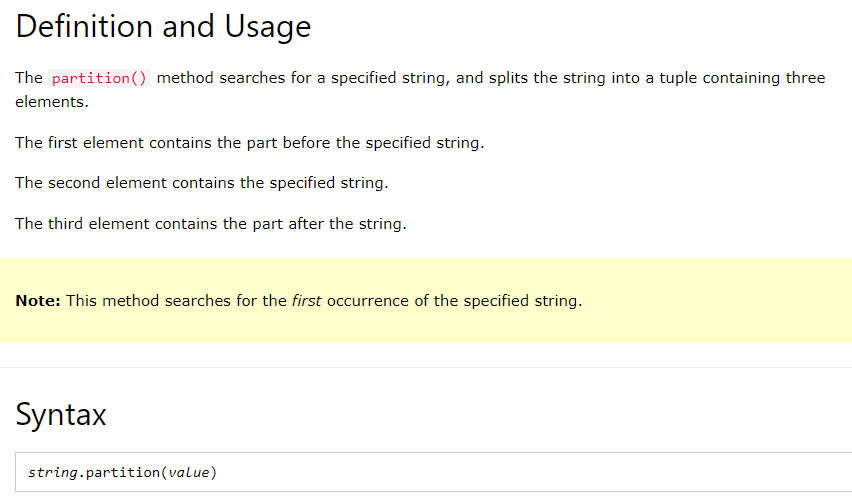 Definition and Usage
The partition() method searches for a specified string, and splits the string into a tuple containing three
elements.
The first element contains the part before the specified string.
The second element contains the specified string.
The third element contains the part after the string.
Note: This method searches for the first occurrence of the specified string.
Syntax
string.partition(value)